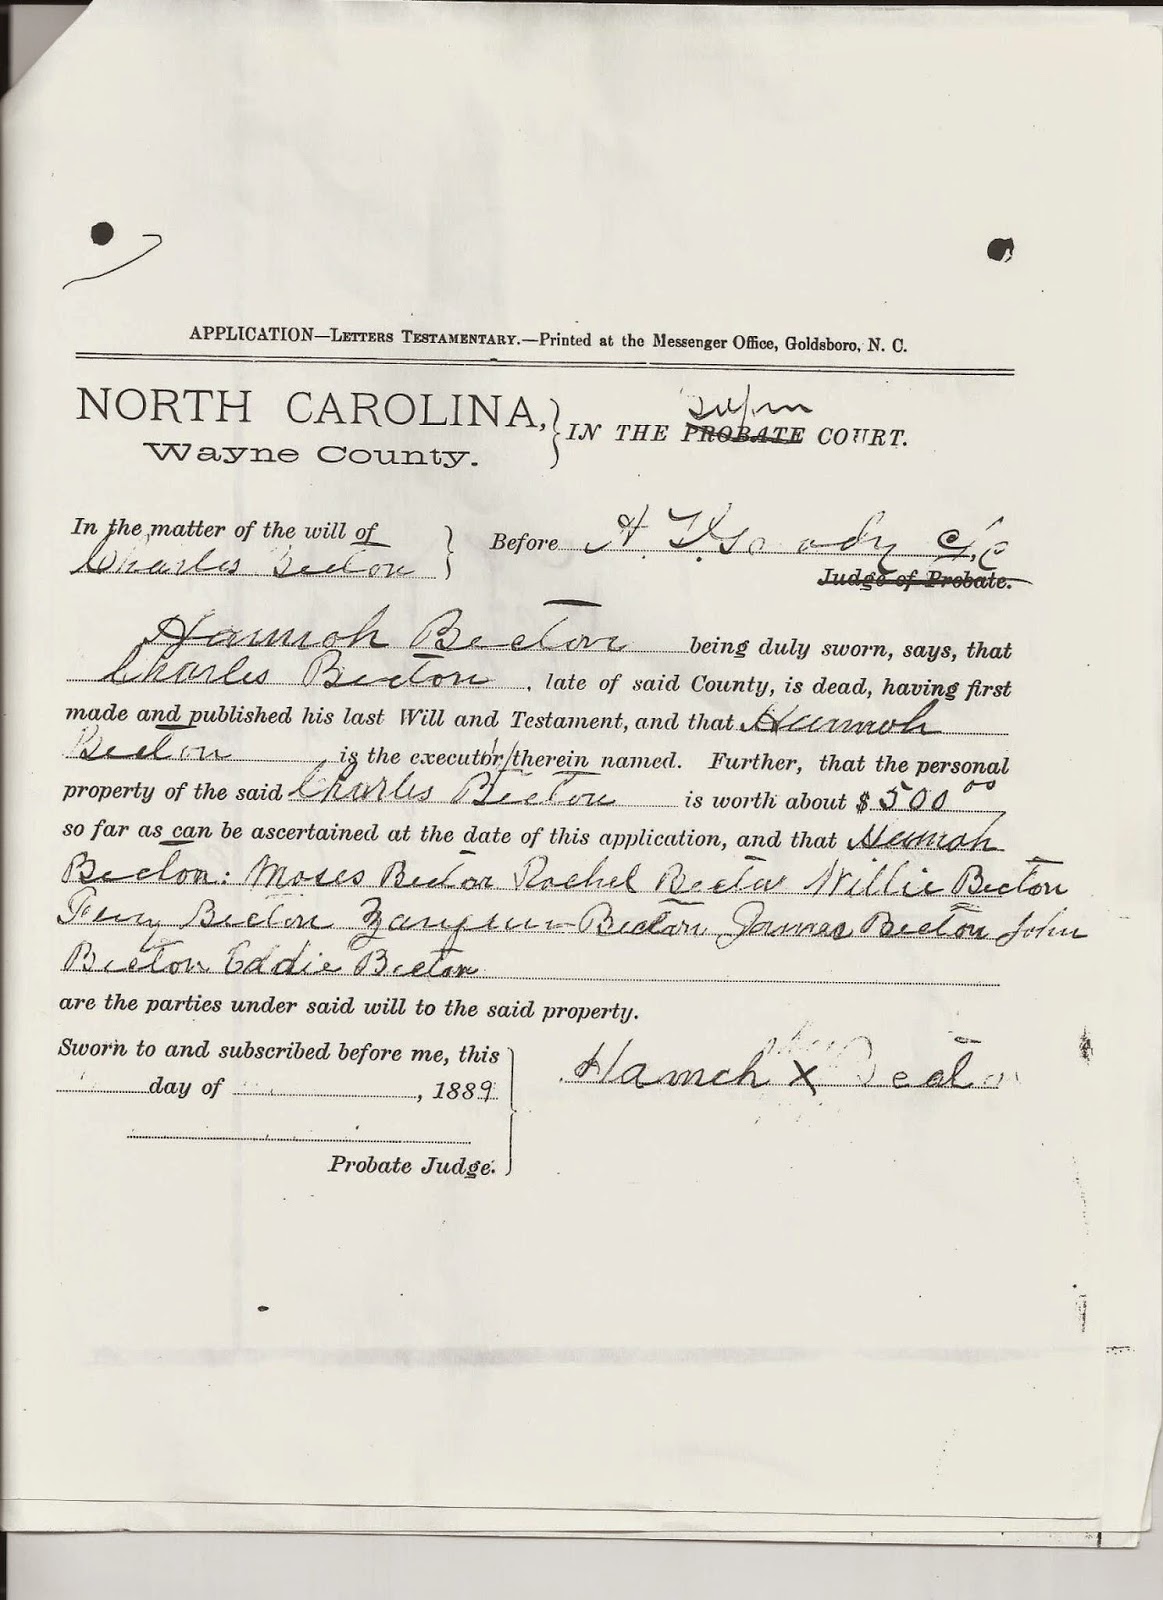 APPLICATION—LETTERS TESTAMENTARY.—Printed at the Messenger Office, Goldsboro, N. C.
NORTH CAROLINA,
Wayne County.
IN THE PROBATE COURT.
In the matter of the will of
Charles Becton
Before A. T. Grady C.S.C
Judge of Probate.
Hannah Becton being duly sworn, says, that
Charles Becton, late of said County, is dead, having first
made and published his last Will and Testament, and that Hannah
Becton is the executor therein named. Further, that the personal
property of the said Charles Becton is worth about $500 00
so far as can be ascertained at the date of this application, and that Hannah
Becton: Moses Becton Rachel Becton Willie Becton
Becton Becton James Becton John
Becton Eddie Becton
are the parties under said will to the said property.
Sworn to and subscribed before me, this
day of , 1889
Probate Judge.
Hannah her X Becton